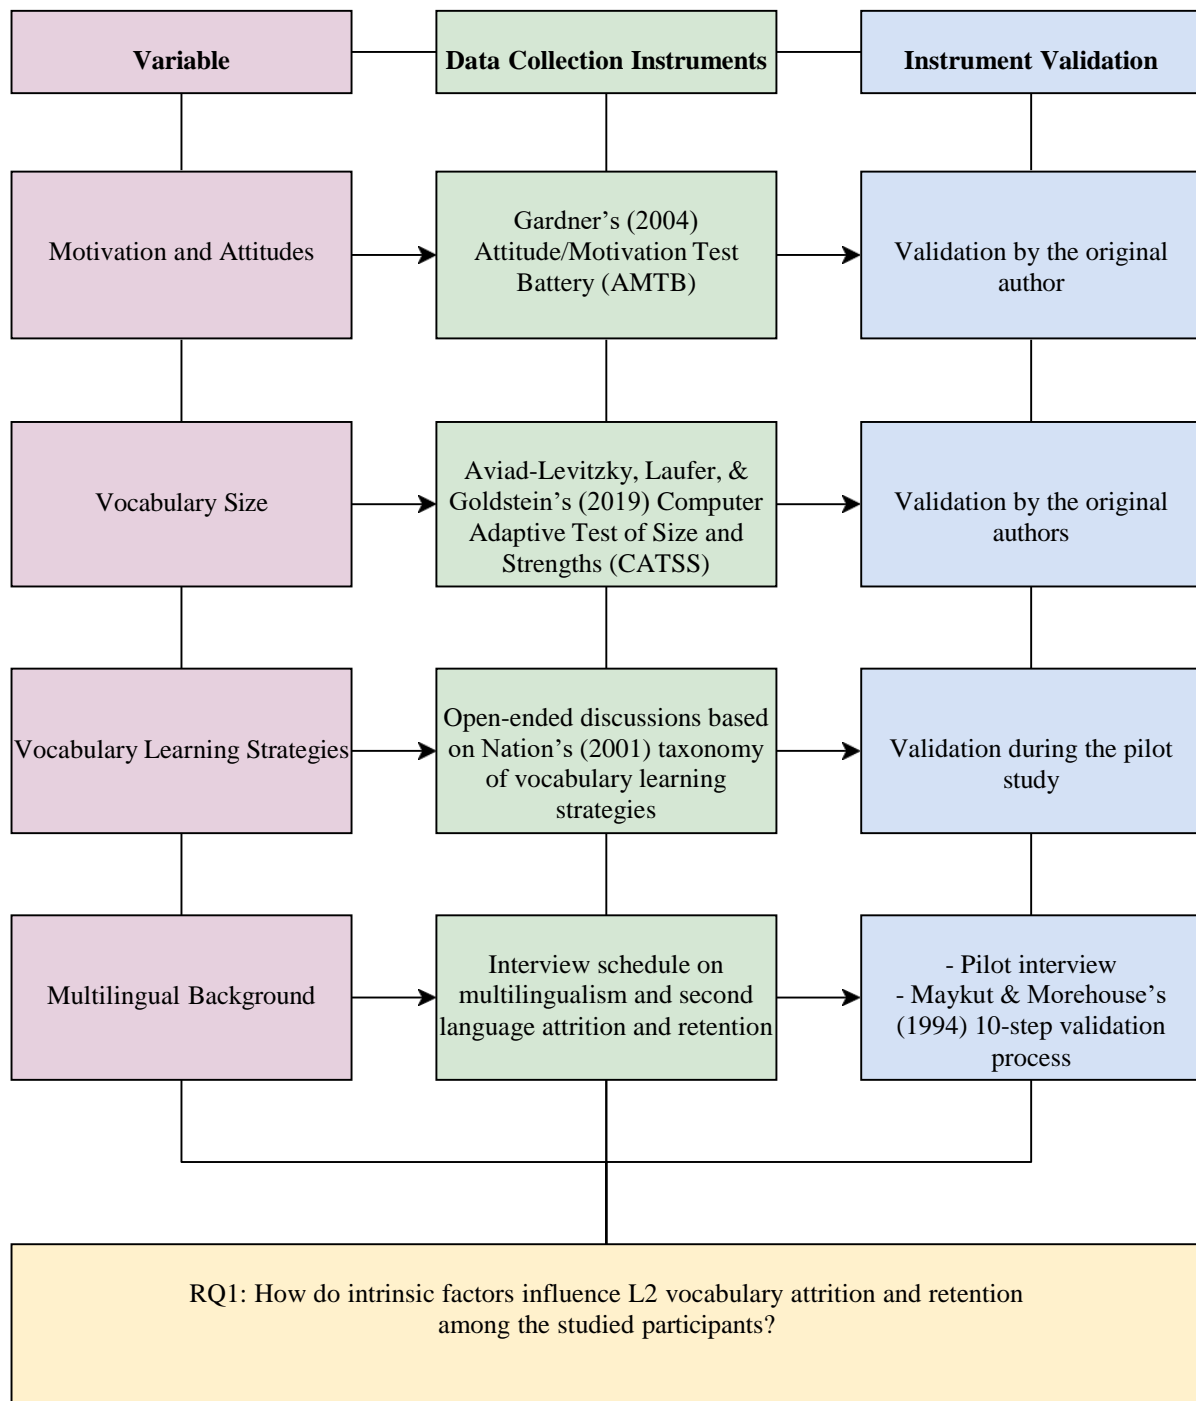 Variable
Data Collection Instruments
Instrument Validation
Motivation and Attitudes
Gardner’s (2004)
Attitude/Motivation Test
Battery (AMTB)
Validation by the original
author
Vocabulary Size
Aviad-Levitzky, Laufer, &
Goldstein’s (2019) Computer
Adaptive Test of Size and
Strengths (CATSS)
Validation by the original
authors
Vocabulary Learning Strategies
Open-ended discussions based
on Nation’s (2001) taxonomy
of vocabulary learning
strategies
Validation during the pilot
study
Multilingual Background
Interview schedule on
multilingualism and second
language attrition and retention
- Pilot interview
- Maykut & Morehouse’s
(1994) 10-step validation
process
RQ1: How do intrinsic factors influence L2 vocabulary attrition and retention
among the studied participants?